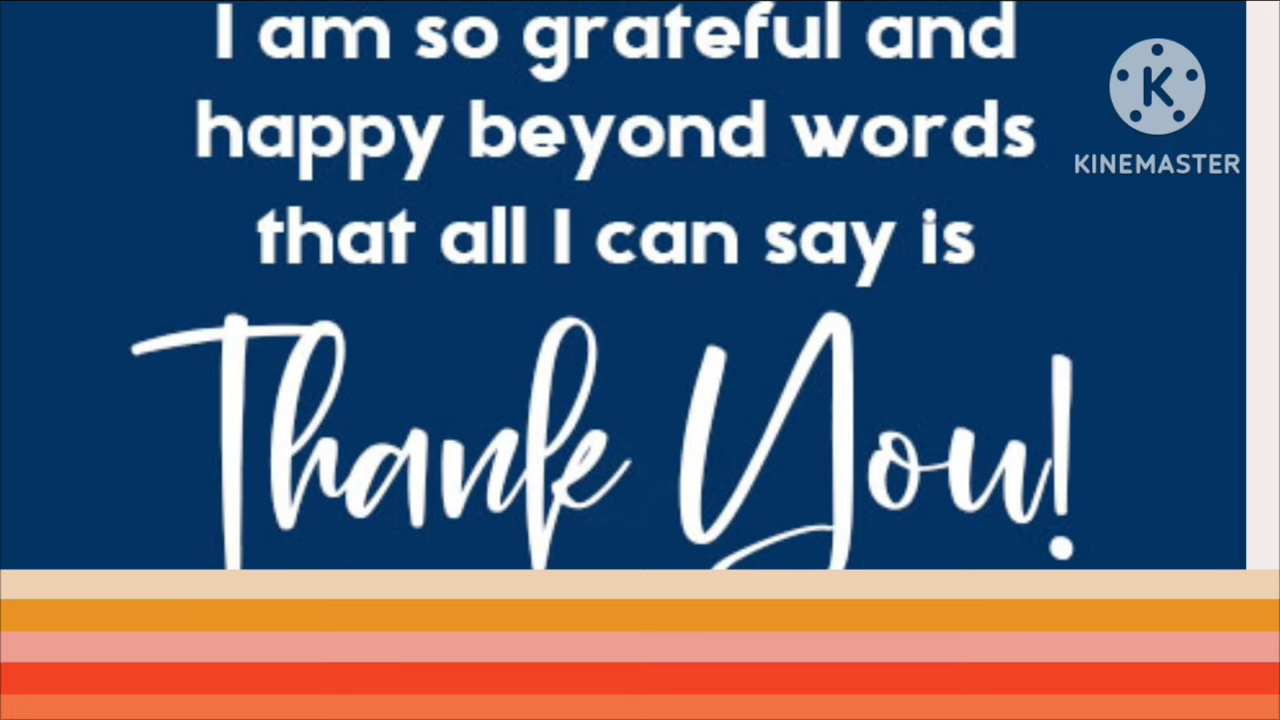 I am so grateful and
happy beyond words
that all I can say is
Thank You!
K
KINEMASTER